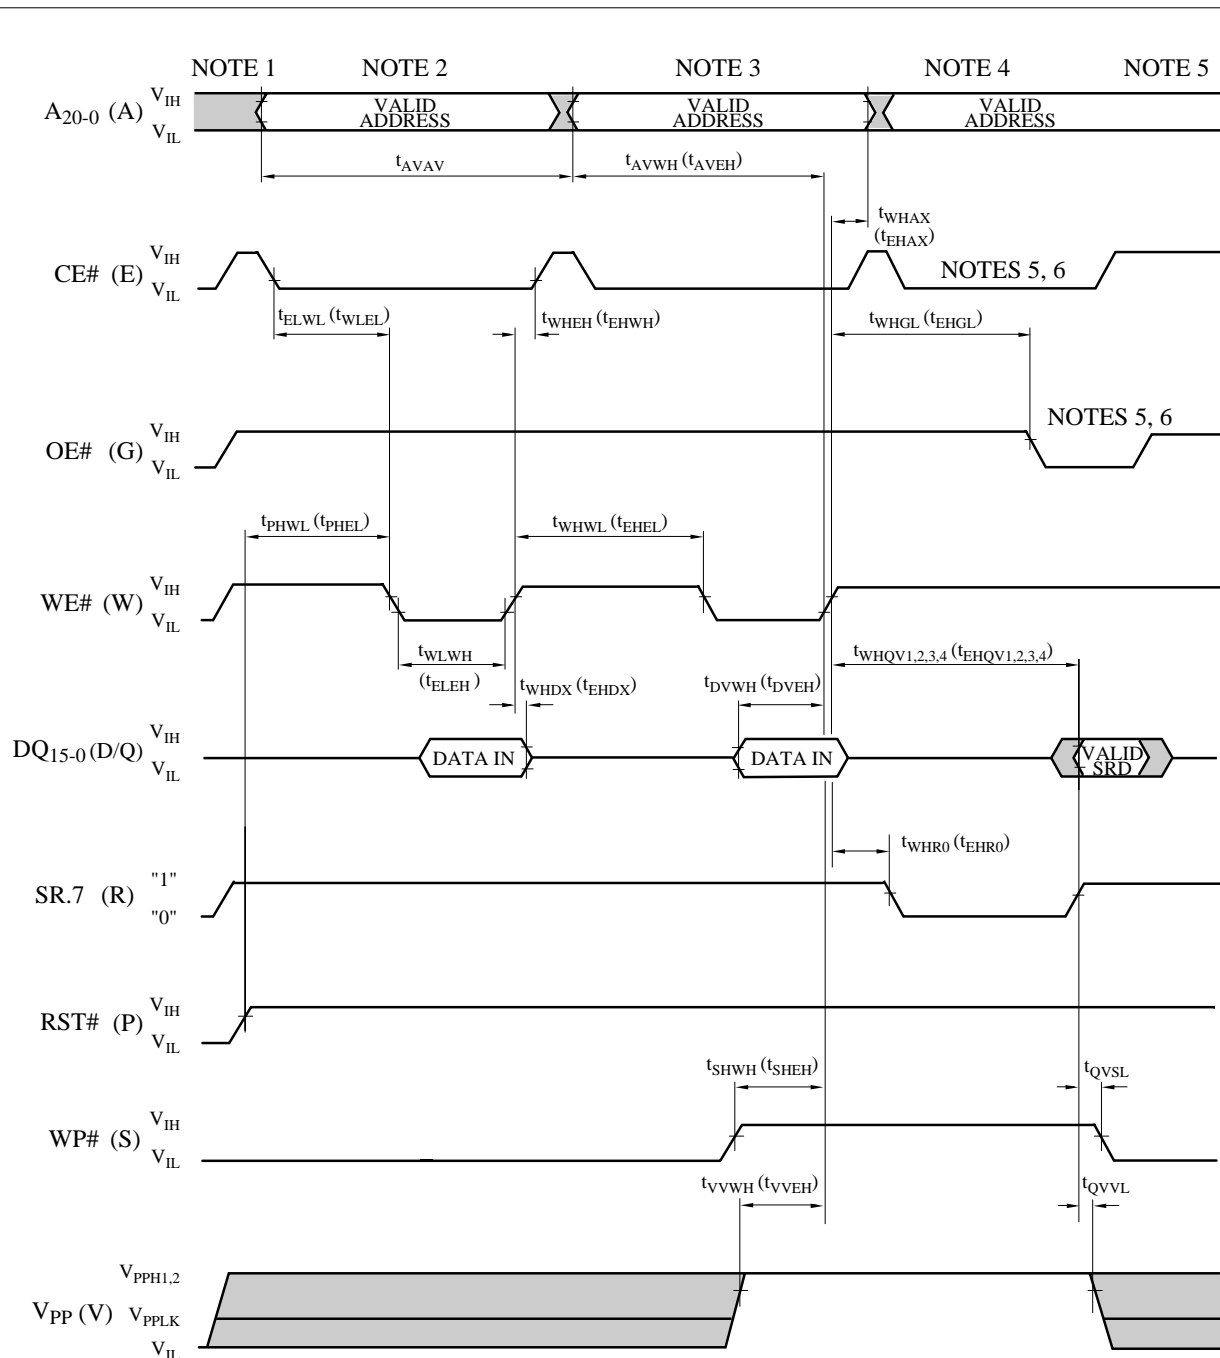 NOTE 1 NOTE 2 NOTE 3 NOTE 4 NOTE 5
A20-0 (A) VIH VIL
VALID ADDRESS VALID ADDRESS VALID ADDRESS
tAVAV tAVWH (tAVEH)
tWHAX
(tEHAX)
CE# (E) VIH VIL
NOTES 5, 6
tELWL (tWLEL) tWHEH (tEHWH) tWHGL (tEHGL)
NOTES 5, 6
OE# (G) VIH VIL
tPHWL (tPHEL) tWHWL (tEHEL)
WE# (W) VIH VIL
tWLWH
(tELEH )
tWHDX (tEHDX) tDVWH (tDVEH) tWHQV1,2,3,4 (tEHQV1,2,3,4)
DQ15-0 (D/Q) VIH VIL
DATA IN DATA IN VALID SRD
tWHR0 (tEHR0)
SR.7 (R) "1" "0"
RST# (P) VIH VIL
tSHWH (tSHEH) tQVSL
WP# (S) VIH VIL
tVVWH (tVVEH) tQVVL
VPPH1,2
VPP (V) VPPLK
VIL